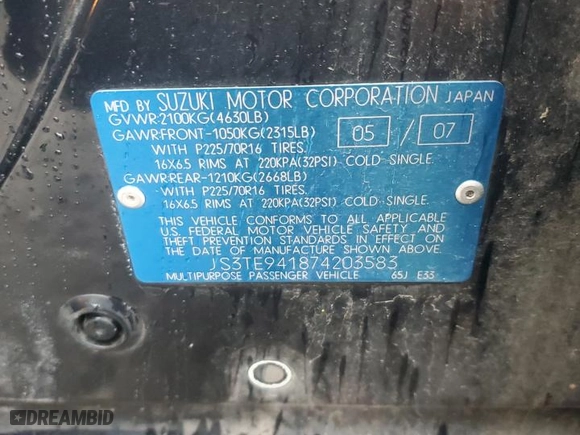 MFD BY SUZUKI MOTOR CORPORATION JAPAN
GVWR:2100KG(4630LB)
GAWR:FRONT-1050KG(2315LB) 05 / 07
WITH P225/70R16 TIRES.
16X6.5 RIMS AT 220KPA(32PSI) COLD SINGLE.
GAWR:REAR-1210KG(2668LB)
WITH P225/70R16 TIRES.
16X6.5 RIMS AT 220KPA(32PSI) COLD SINGLE.
THIS VEHICLE CONFORMS TO ALL APPLICABLE
U.S. FEDERAL MOTOR VEHICLE SAFETY AND
THEFT PREVENTION STANDARDS IN EFFECT ON
THE DATE OF MANUFACTURE SHOWN ABOVE.
JS3TE941874203583
MULTIPURPOSE PASSENGER VEHICLE 65J E33
DREAMBID